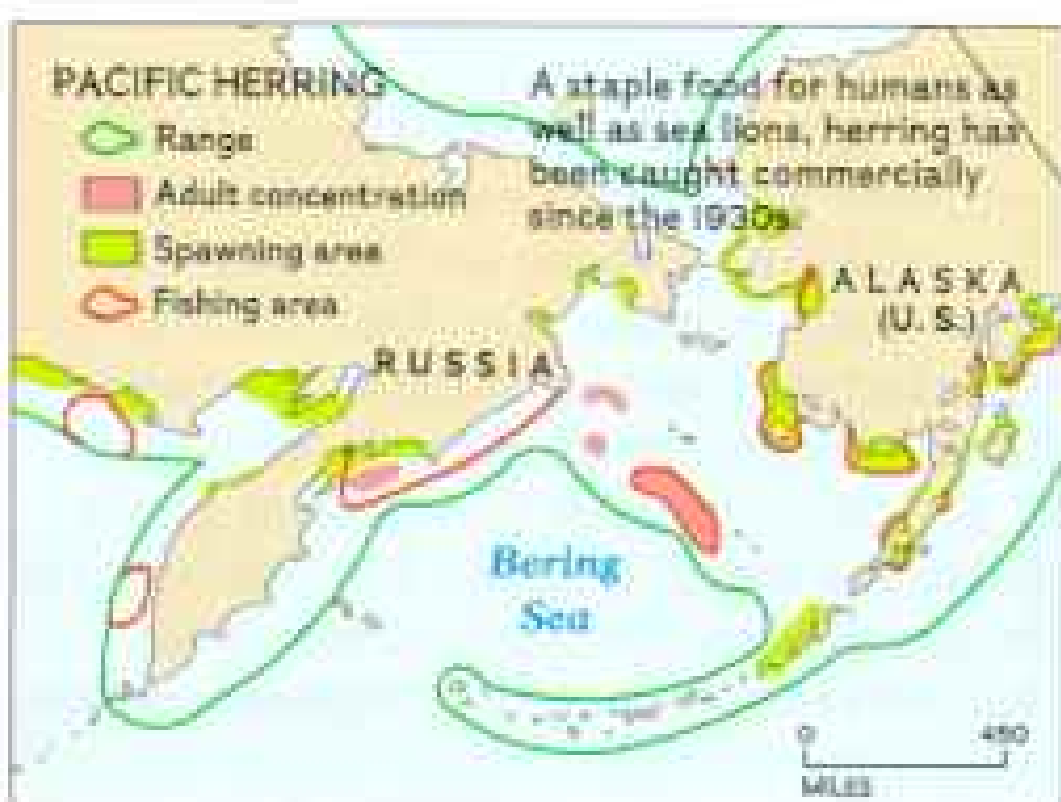 PACIFIC HERRING
Range
Adult concentration
Spawning area
Fishing area
A staple food for humans as
well as sea lions, herring has
been caught commercially
since the 1930s.
ALASKA
(U.S.)
RUSSIA
Bering
Sea
0 450
MILES